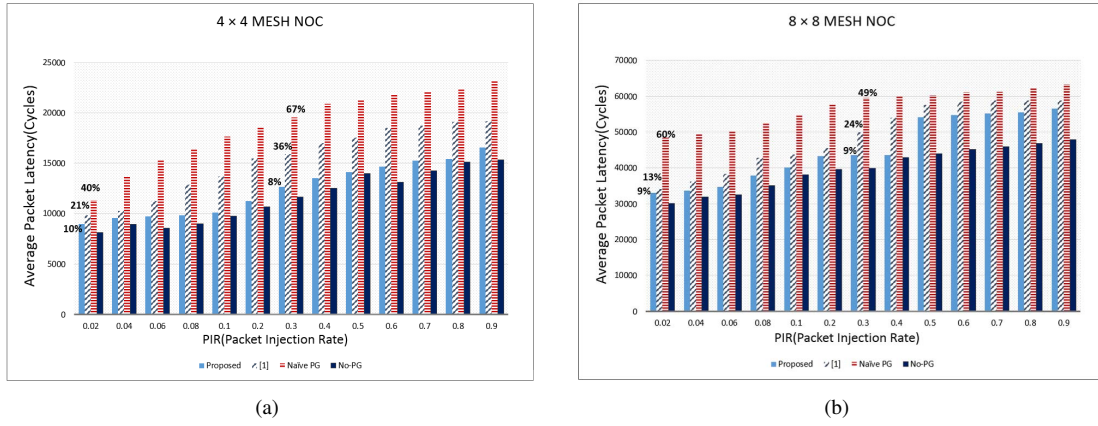 4 × 4 MESH NOC
Average Packet Latency(Cycles)
25000
20000
15000
10000
5000
0
10%
21%
40%
8%
36%
67%
0.02 0.04 0.06 0.08 0.1 0.2 0.3 0.4 0.5 0.6 0.7 0.8 0.9
PIR(Packet Injection Rate)
Proposed [1] Naïve PG No-PG
(a)
8 × 8 MESH NOC
Average Packet Latency(Cycles)
70000
60000
50000
40000
30000
20000
10000
0
9%
13%
60%
9%
24%
49%
0.02 0.04 0.06 0.08 0.1 0.2 0.3 0.4 0.5 0.6 0.7 0.8 0.9
PIR(Packet Injection Rate)
Proposed [1] Naïve PG No-PG
(b)